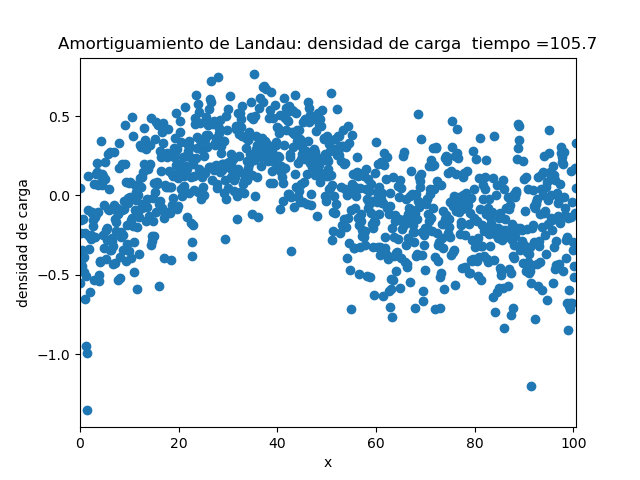 Amortiguamiento de Landau: densidad de carga  tiempo =105.7
densidad de carga
0.5
0.0
−0.5
−1.0
0 20 40 60 80 100
x